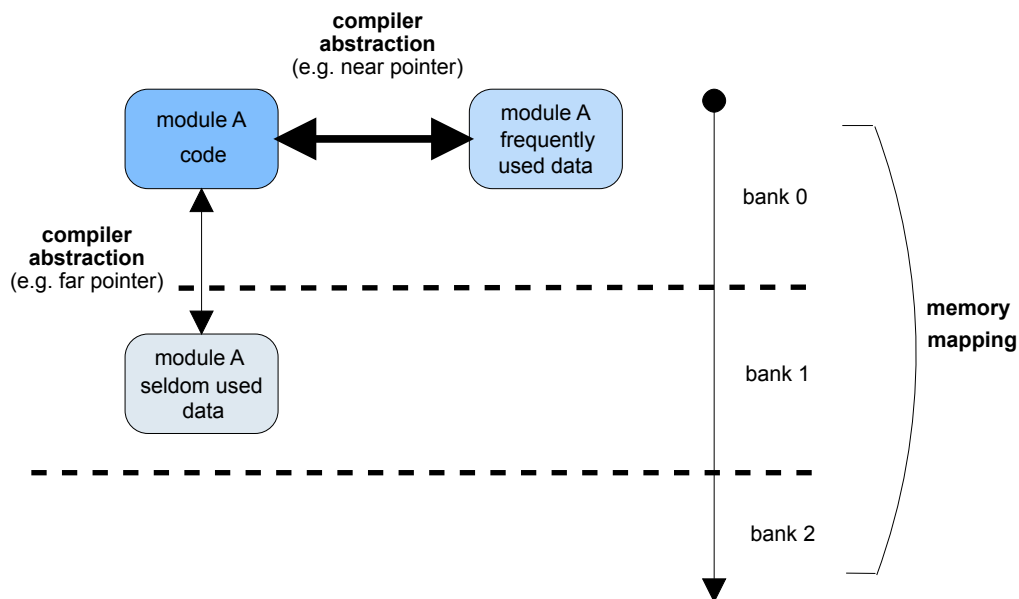 compiler
abstraction
(e.g. near pointer)
module A
code
module A
frequently
used data
bank 0
compiler
abstraction
(e.g. far pointer)
memory
mapping
module A
seldom used
data
bank 1
bank 2